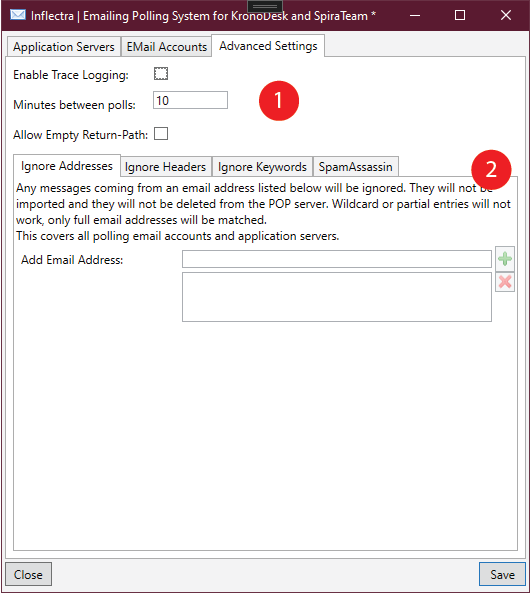 Inflectra | Emailing Polling System for KronoDesk and SpiraTeam *
Application Servers EMail Accounts Advanced Settings
Enable Trace Logging:
Minutes between polls: 10
1
Allow Empty Return-Path:
Ignore Addresses Ignore Headers Ignore Keywords SpamAssassin
2
Any messages coming from an email address listed below will be ignored. They will not be
imported and they will not be deleted from the POP server. Wildcard or partial entries will not
work, only full email addresses will be matched.
This covers all polling email accounts and application servers.
Add Email Address:
Close Save